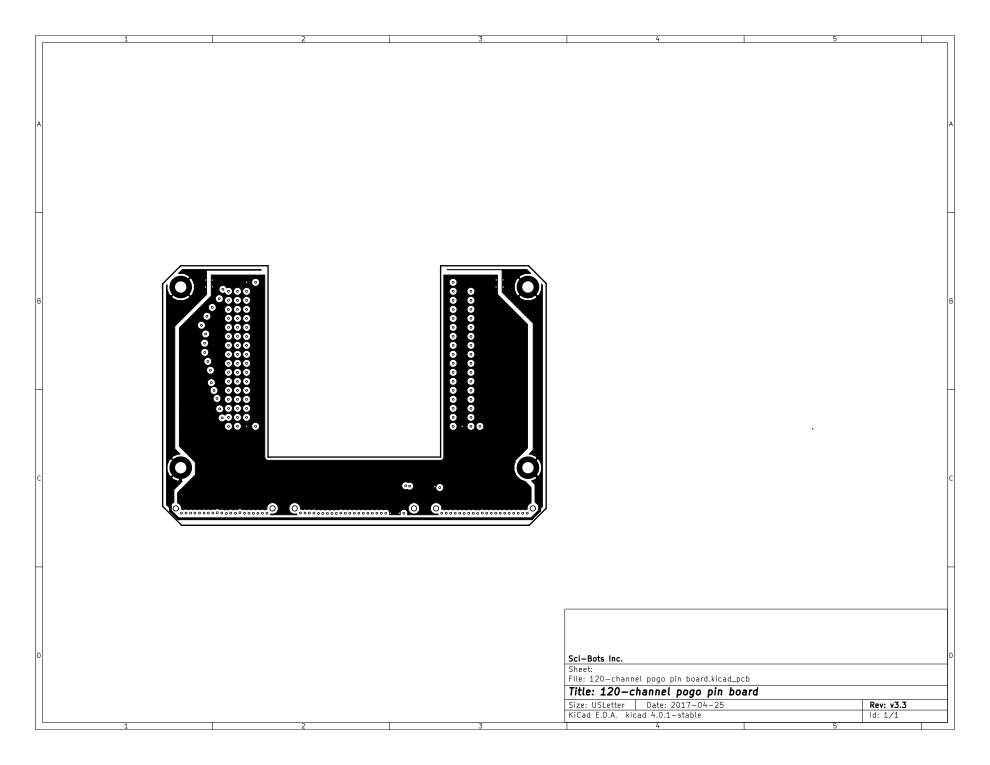 1 2 3 4 5
A A
B B
C C
D D
Sci-Bots Inc.
Sheet:
File: 120-channel pogo pin board.kicad_pcb
Title: 120-channel pogo pin board
Size: USLetter Date: 2017-04-25 Rev: v3.3
KiCad E.D.A. kicad 4.0.1-stable Id: 1/1
1 2 3 4 5